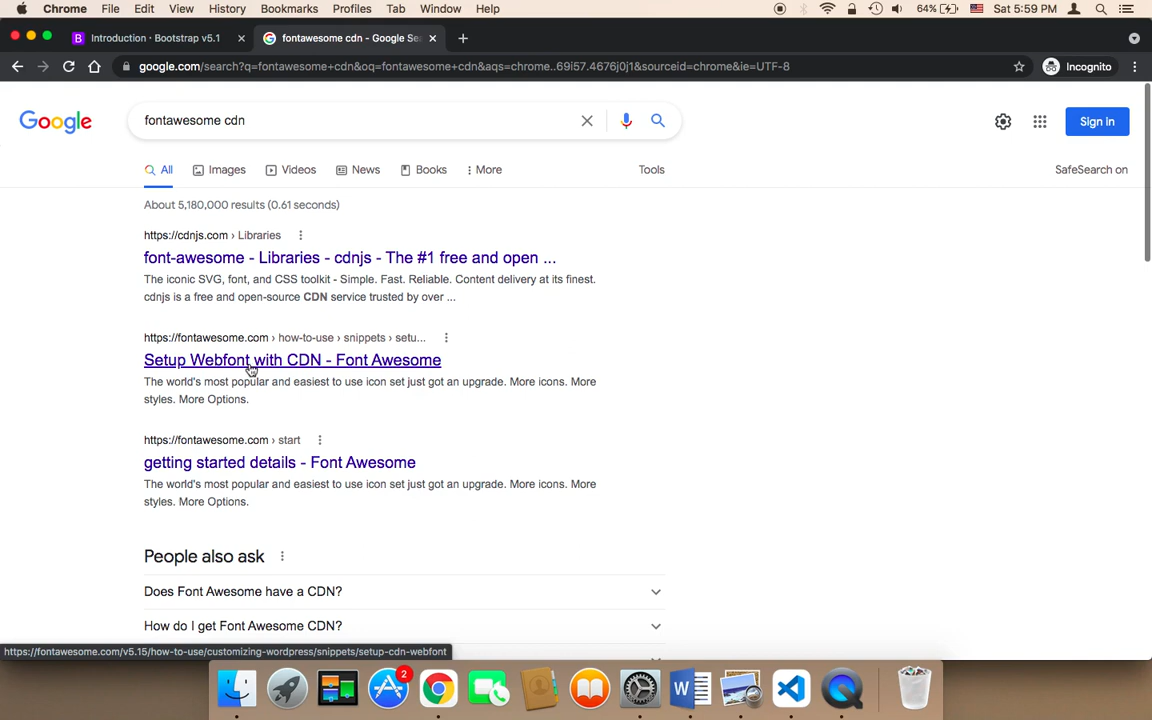 Chrome File Edit View History Bookmarks Profiles Tab Window Help 64% Sat 5:59 PM
B Introduction · Bootstrap v5.1 fontawesome cdn - Google Se
google.com/search?q=fontawesome+cdn&oq=fontawesome+cdn&aqs=chrome..69i57.4676j0j1&sourceid=chrome&ie=UTF-8 Incognito
Google fontawesome cdn Sign in
All Images Videos News Books More Tools SafeSearch on
About 5,180,000 results (0.61 seconds)
https://cdnjs.com › Libraries
font-awesome - Libraries - cdnjs - The #1 free and open ...
The iconic SVG, font, and CSS toolkit - Simple. Fast. Reliable. Content delivery at its finest.
cdnjs is a free and open-source CDN service trusted by over ...
https://fontawesome.com › how-to-use › snippets › setu...
Setup Webfont with CDN - Font Awesome
The world's most popular and easiest to use icon set just got an upgrade. More icons. More
styles. More Options.
https://fontawesome.com › start
getting started details - Font Awesome
The world's most popular and easiest to use icon set just got an upgrade. More icons. More
styles. More Options.
People also ask
Does Font Awesome have a CDN?
How do I get Font Awesome CDN?
https://fontawesome.com/v5.15/how-to-use/customizing-wordpress/snippets/setup-cdn-webfont
2
W